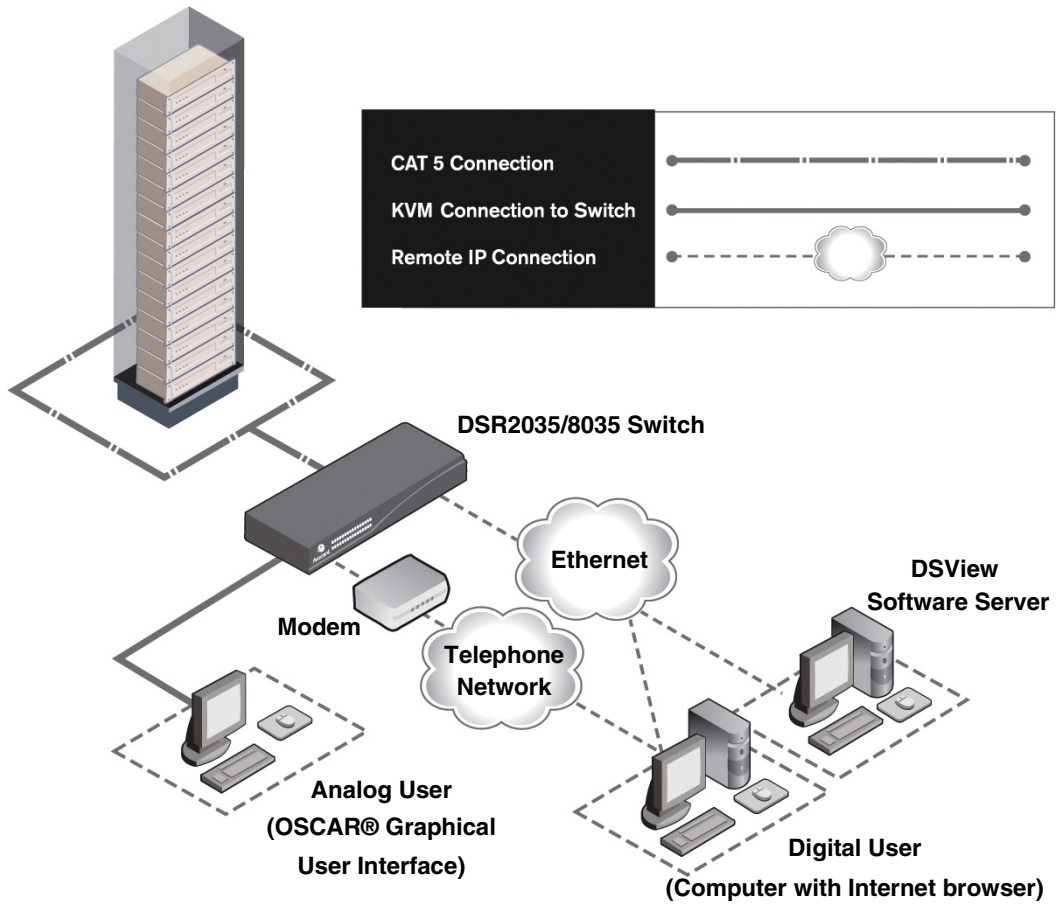 CAT 5 Connection
KVM Connection to Switch
Remote IP Connection
DSR2035/8035 Switch
Avocent
Ethernet
Modem
Telephone
Network
DSView
Software Server
Analog User
(OSCAR® Graphical
User Interface)
Digital User
(Computer with Internet browser)